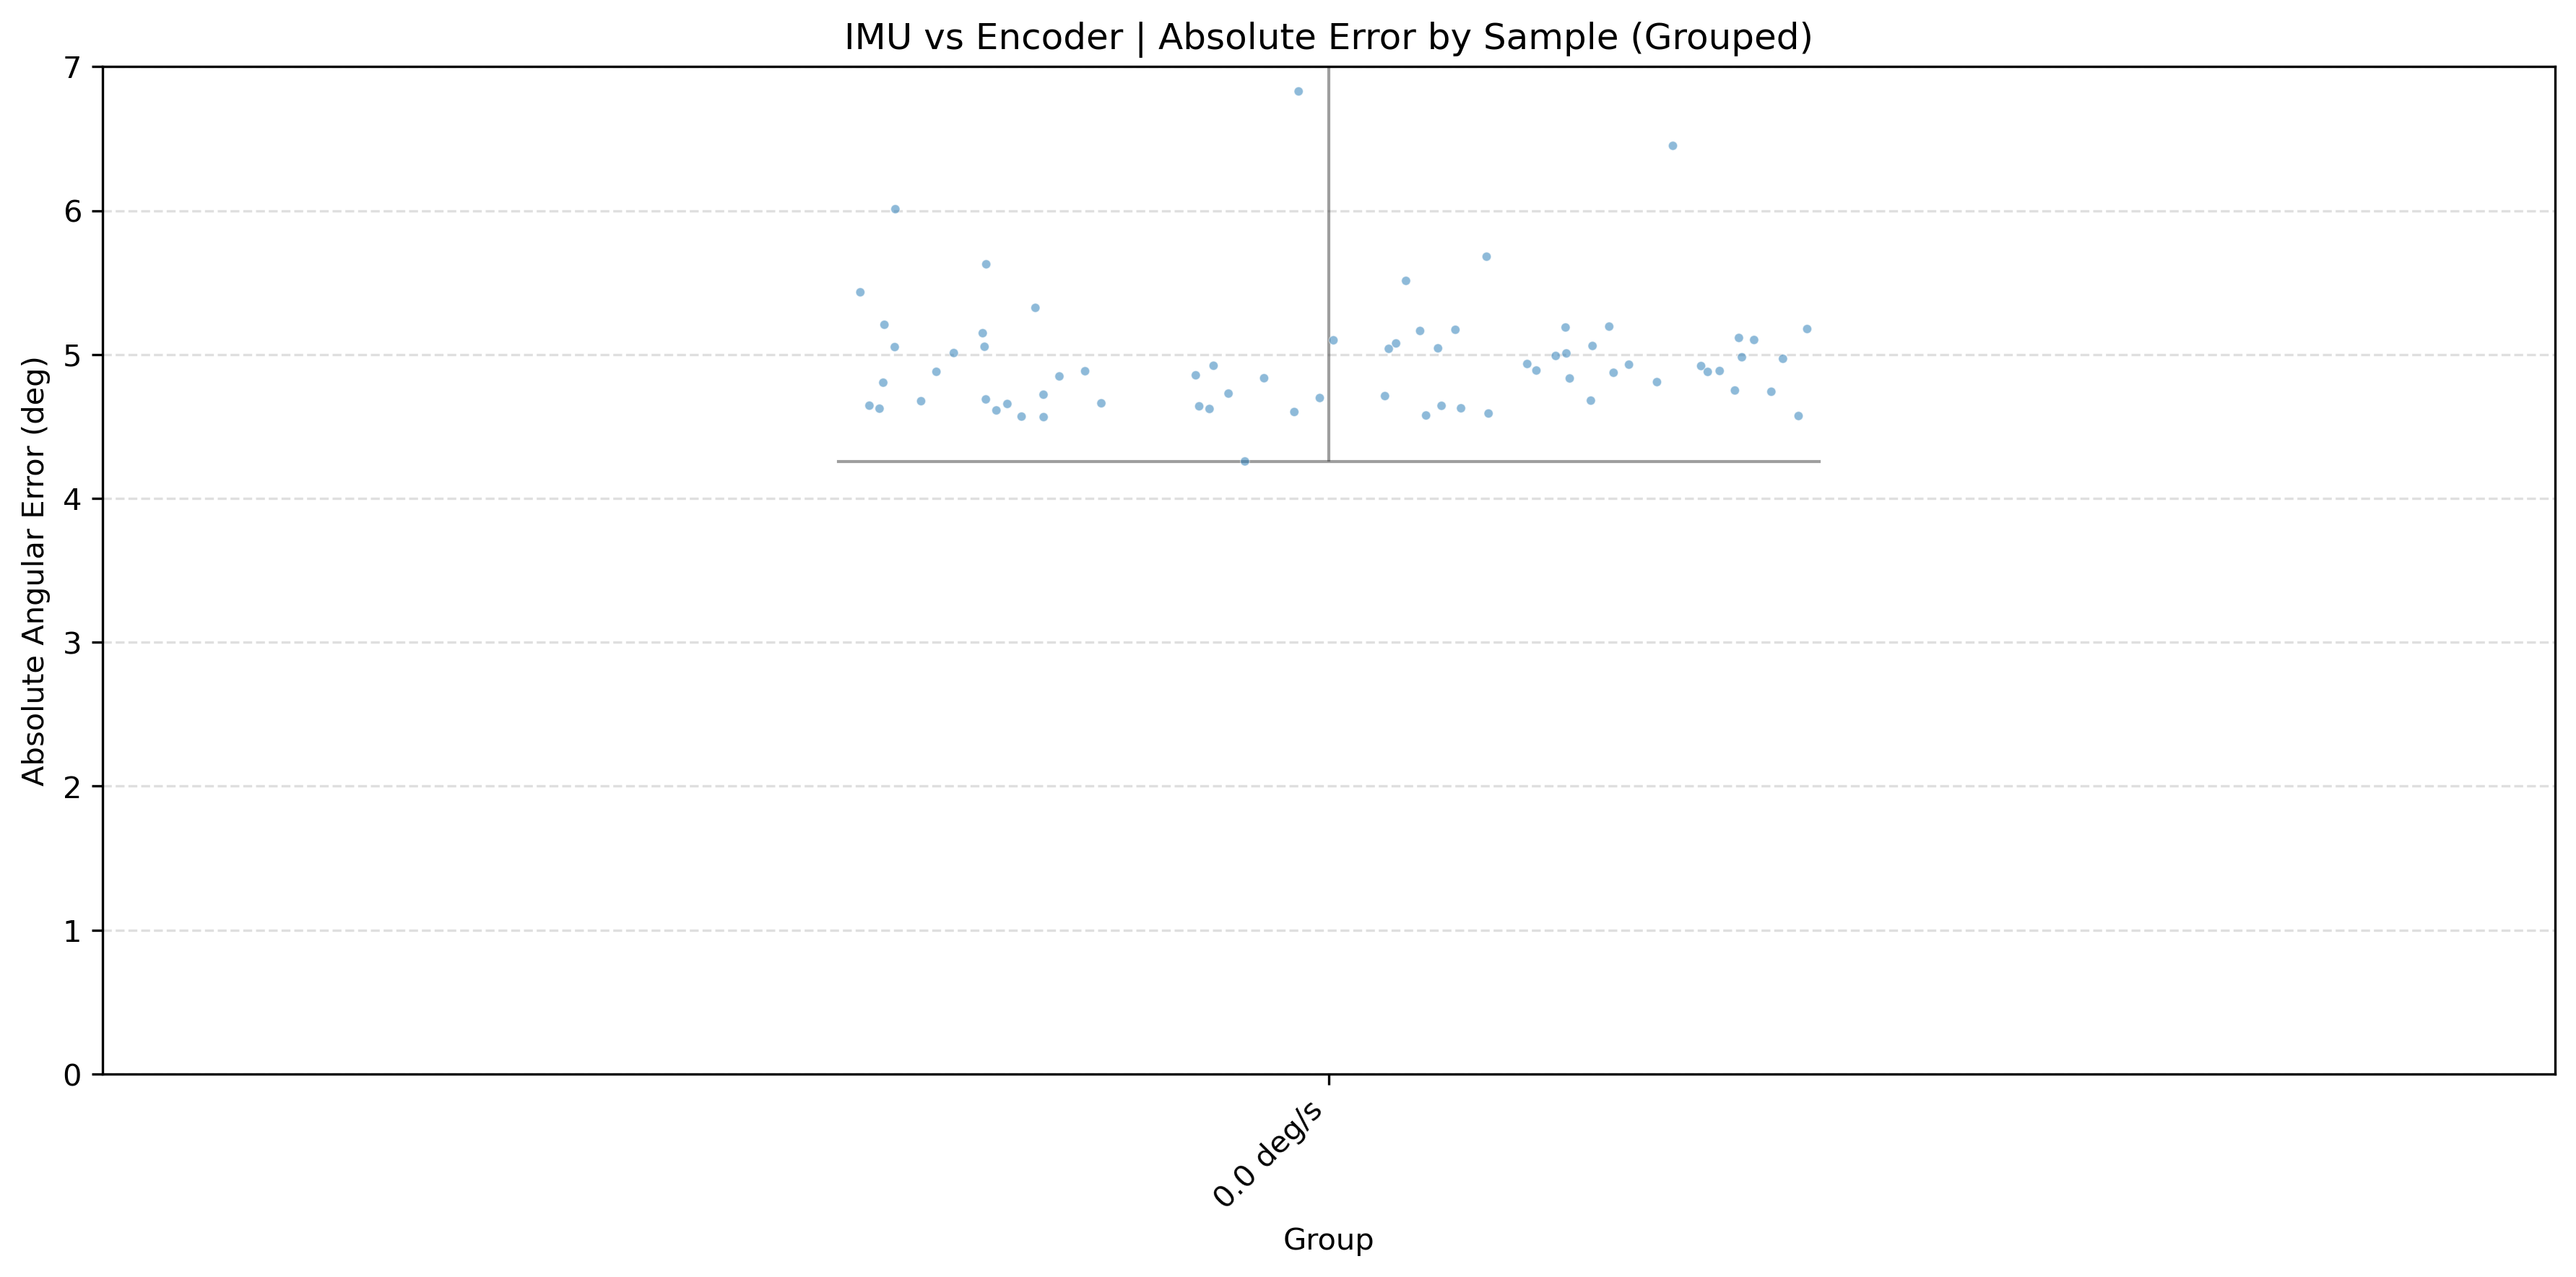 IMU vs Encoder | Absolute Error by Sample (Grouped)
Absolute Angular Error (deg)
7
6
5
4
3
2
1
0
0.0 deg/s
Group